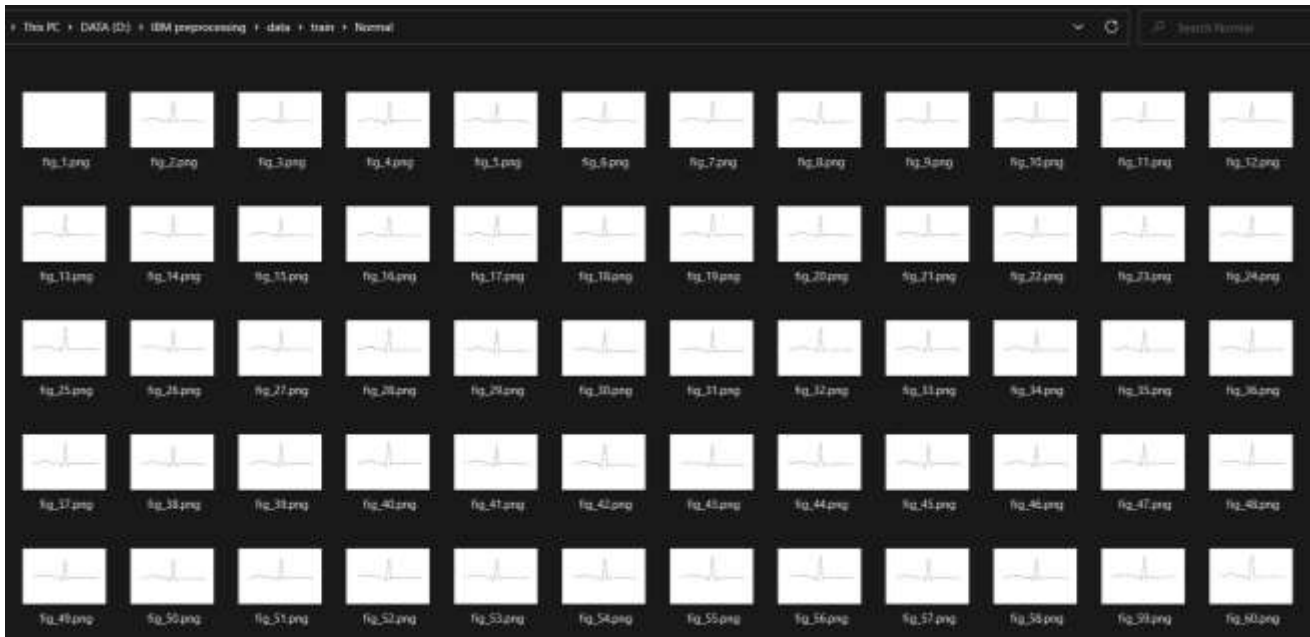 This PC › DATA (D:) › IBM preprocessing › data › train › Normal
Search Normal
fig_1.png fig_2.png fig_3.png fig_4.png fig_5.png fig_6.png fig_7.png fig_8.png fig_9.png fig_10.png fig_11.png fig_12.png
fig_13.png fig_14.png fig_15.png fig_16.png fig_17.png fig_18.png fig_19.png fig_20.png fig_21.png fig_22.png fig_23.png fig_24.png
fig_25.png fig_26.png fig_27.png fig_28.png fig_29.png fig_30.png fig_31.png fig_32.png fig_33.png fig_34.png fig_35.png fig_36.png
fig_37.png fig_38.png fig_39.png fig_40.png fig_41.png fig_42.png fig_43.png fig_44.png fig_45.png fig_46.png fig_47.png fig_48.png
fig_49.png fig_50.png fig_51.png fig_52.png fig_53.png fig_54.png fig_55.png fig_56.png fig_57.png fig_58.png fig_59.png fig_60.png